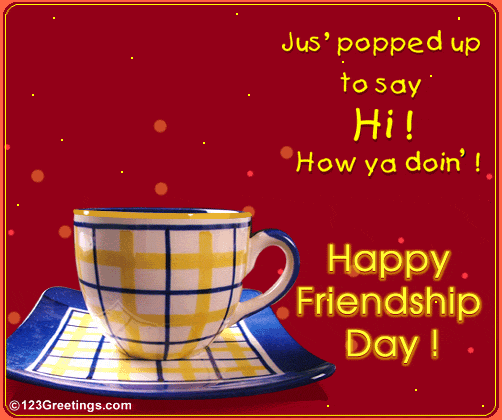 Jus' popped up
to say
Hi !
How ya doin' !
Happy
Friendship
Day !
©123Greetings.com